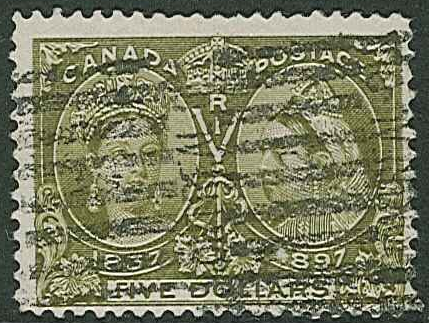 CANADA POSTAGE
V
R I
1837 1897
FIVE DOLLARS